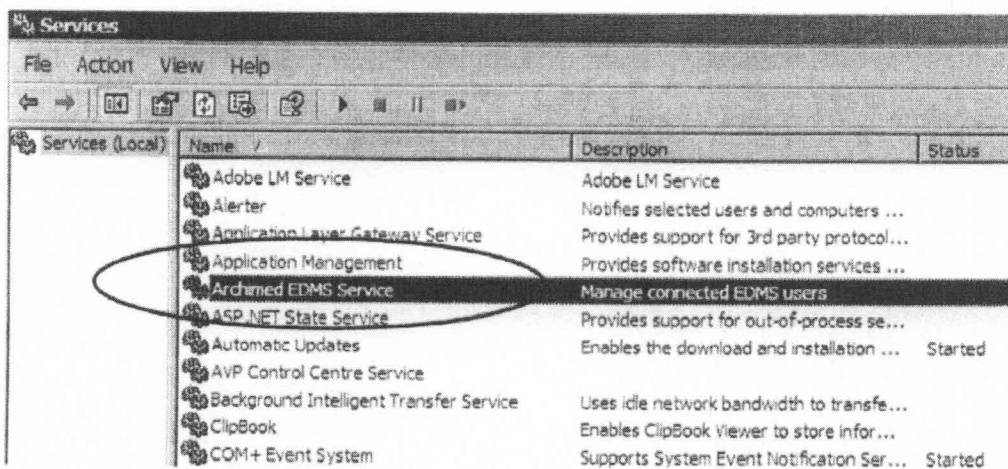 Services
File Action View Help
Services (Local)
Name Description Status
Adobe LM Service Adobe LM Service
Alerter Notifies selected users and computers ...
Application Layer Gateway Service Provides support for 3rd party protocol...
Application Management Provides software installation services ...
Archimed EDMS Service Manage connected EDMS users
ASP.NET State Service Provides support for out-of-process se...
Automatic Updates Enables the download and installation ... Started
AVP Control Centre Service
Background Intelligent Transfer Service Uses idle network bandwidth to transfe...
ClipBook Enables ClipBook Viewer to store infor...
COM+ Event System Supports System Event Notification Ser... Started